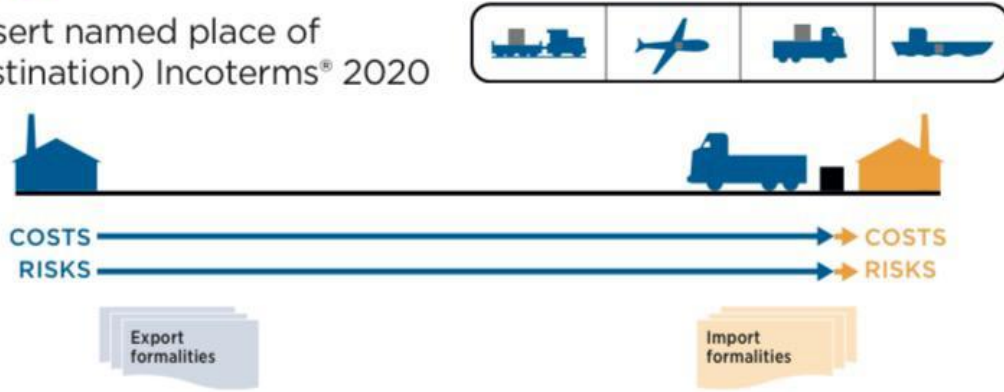 sert named place of
stination) Incoterms® 2020
COSTS COSTS
RISKS RISKS
Export
formalities
Import
formalities